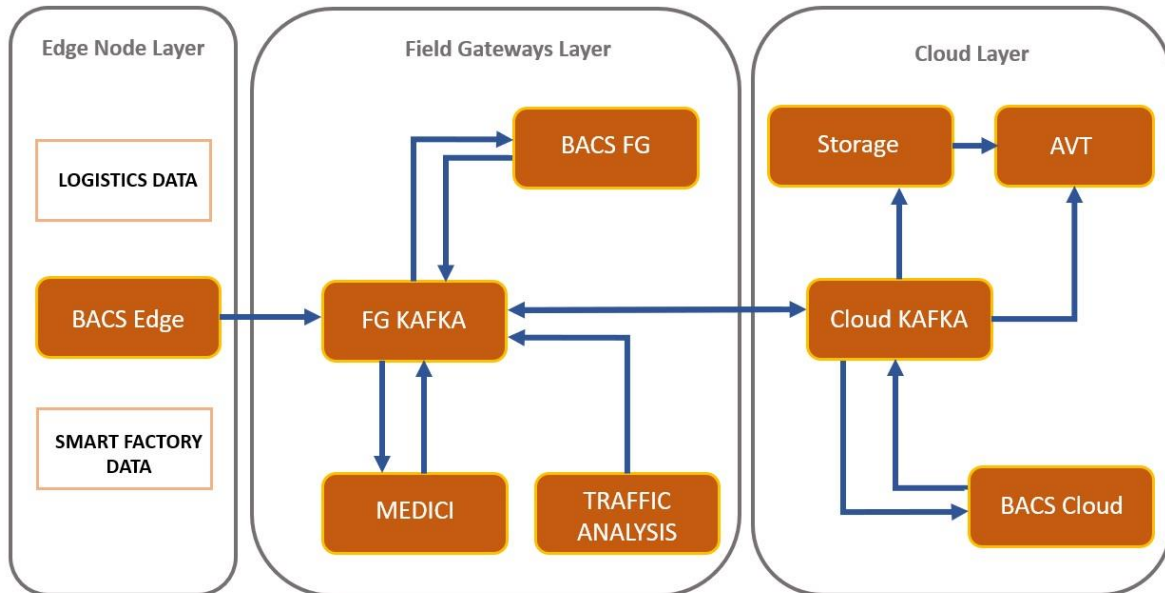 Edge Node Layer
Field Gateways Layer
Cloud Layer
LOGISTICS DATA
BACS Edge
SMART FACTORY
DATA
BACS FG
FG KAFKA
MEDICI
TRAFFIC
ANALYSIS
Storage
AVT
Cloud KAFKA
BACS Cloud